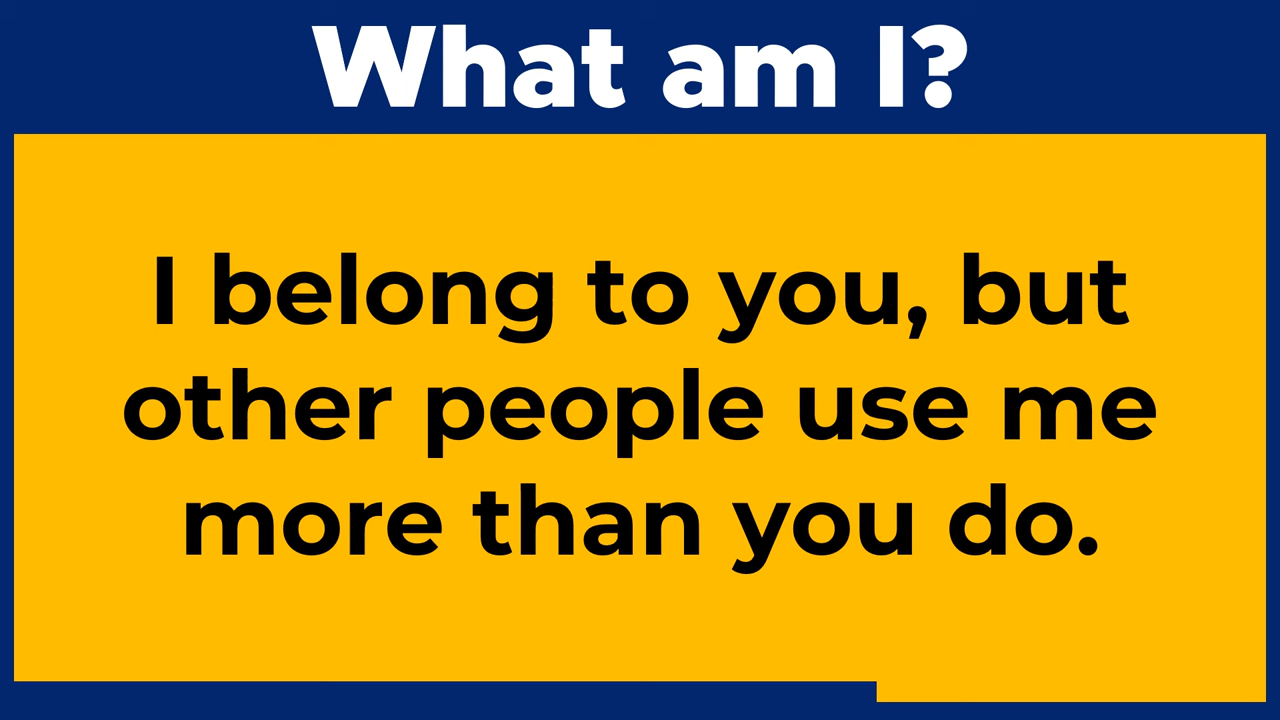 What am I?
I belong to you, but
other people use me
more than you do.